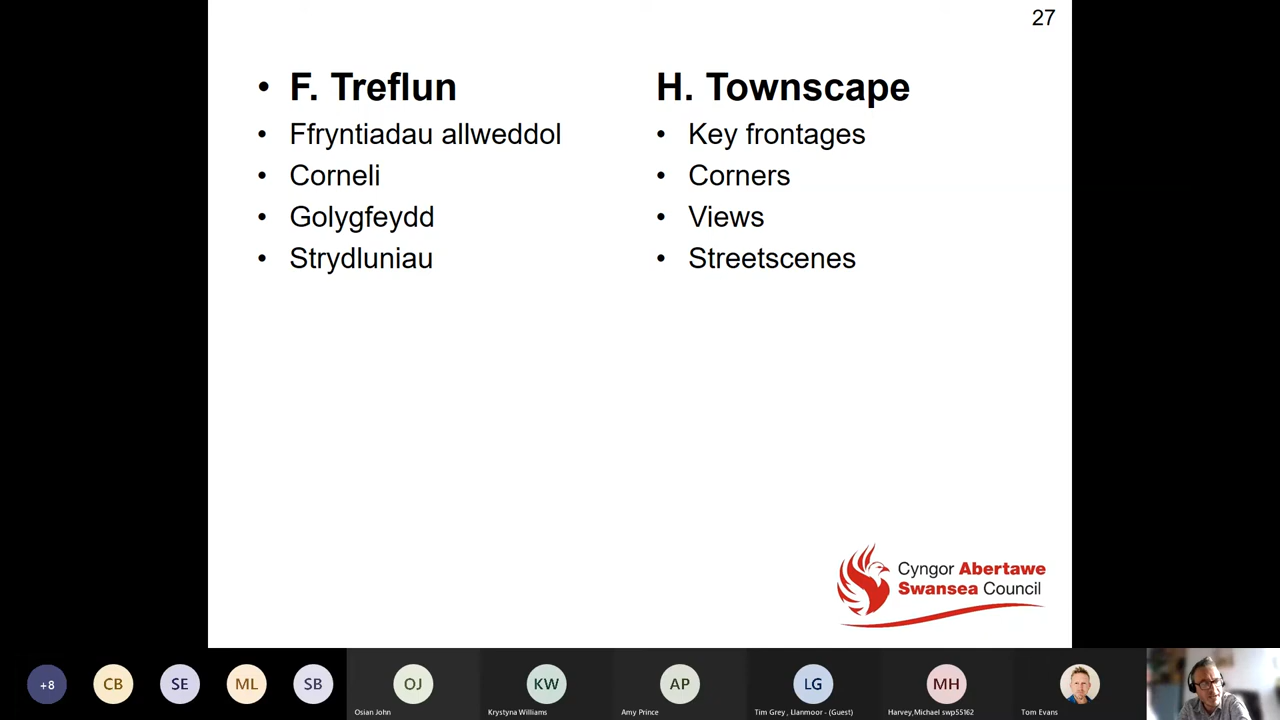 27
• F. Treflun
• Ffryntiadau allweddol
• Corneli
• Golygfeydd
• Strydluniau
H. Townscape
• Key frontages
• Corners
• Views
• Streetscenes
Cyngor Abertawe
Swansea Council
+8
CB
SE
ML
SB
OJ
KW
AP
LG
MH
Osian John
Krystyna Williams
Amy Prince
Tim Grey , Llanmoor - (Guest)
Harvey,Michael swp55162
Tom Evans